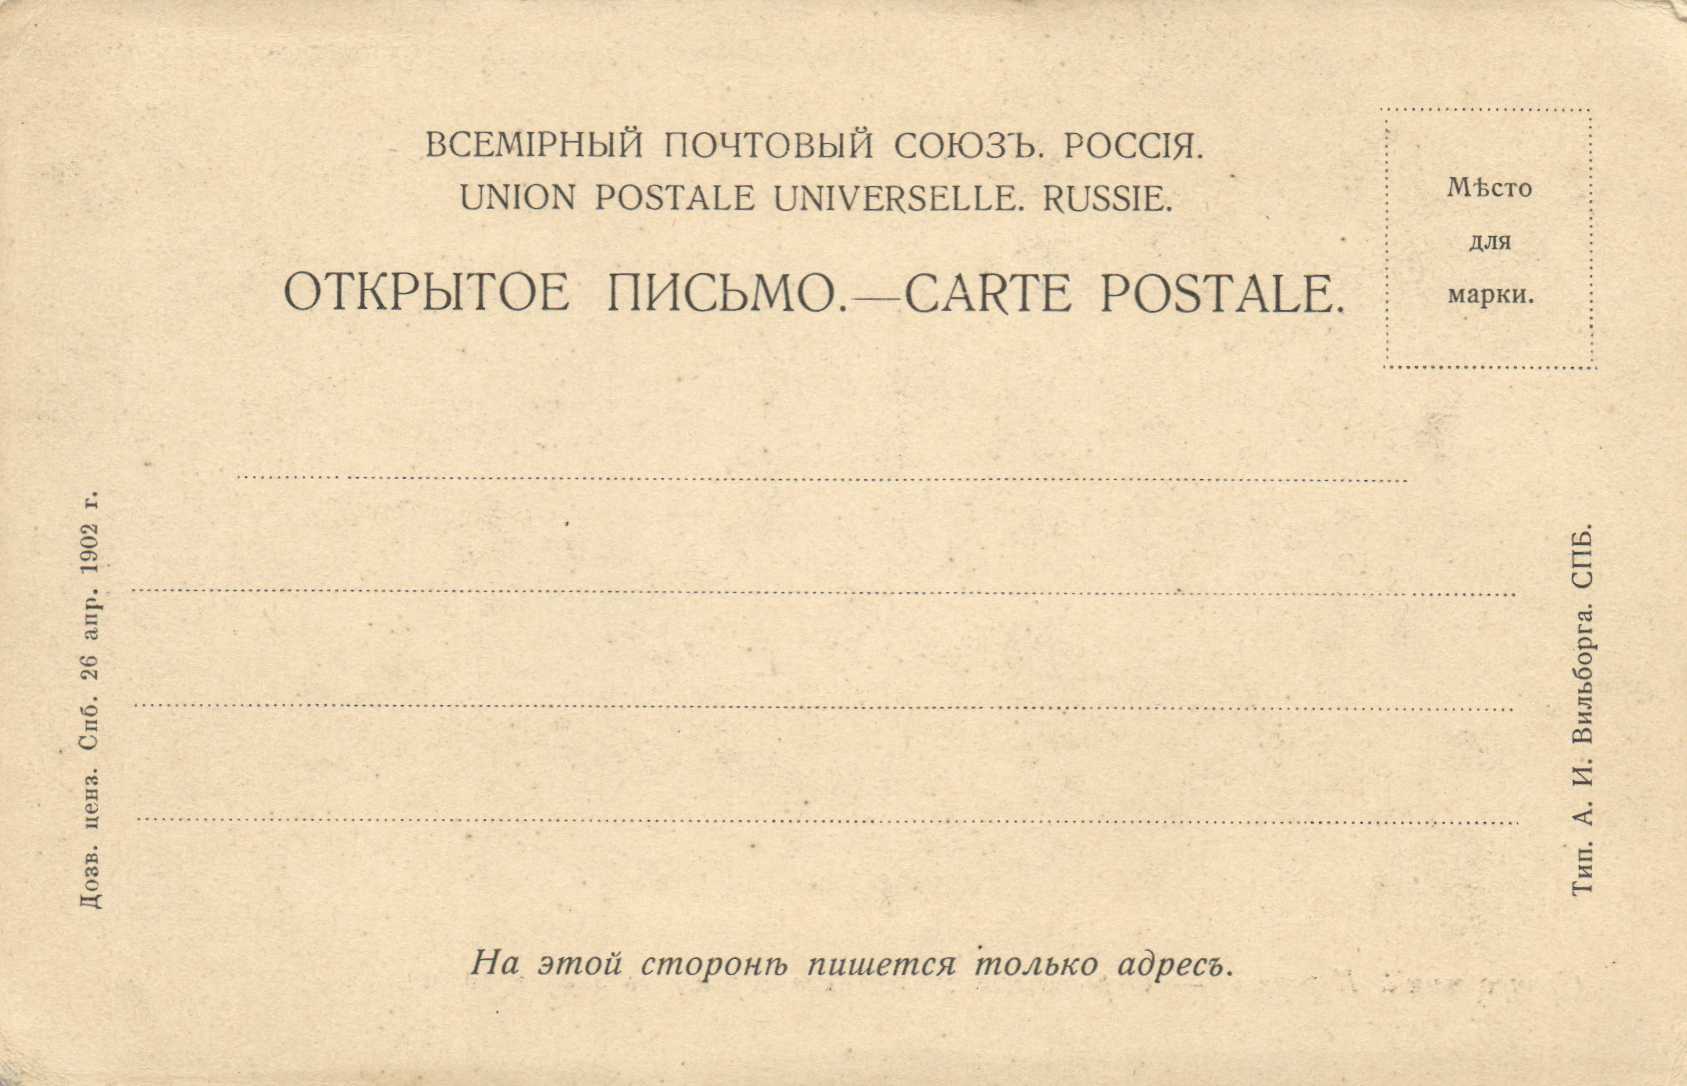 ВСЕМІРНЫЙ ПОЧТОВЫЙ СОЮЗЪ. РОССІЯ.
UNION POSTALE UNIVERSELLE. RUSSIE.
ОТКРЫТОЕ ПИСЬМО.—CARTE POSTALE.
Мѣсто
для
марки.
Дозв. ценз. Спб. 26 апр. 1902 г.
Тип. А. И. Вильборга. СПБ.
На этой сторонѣ пишется только адресъ.